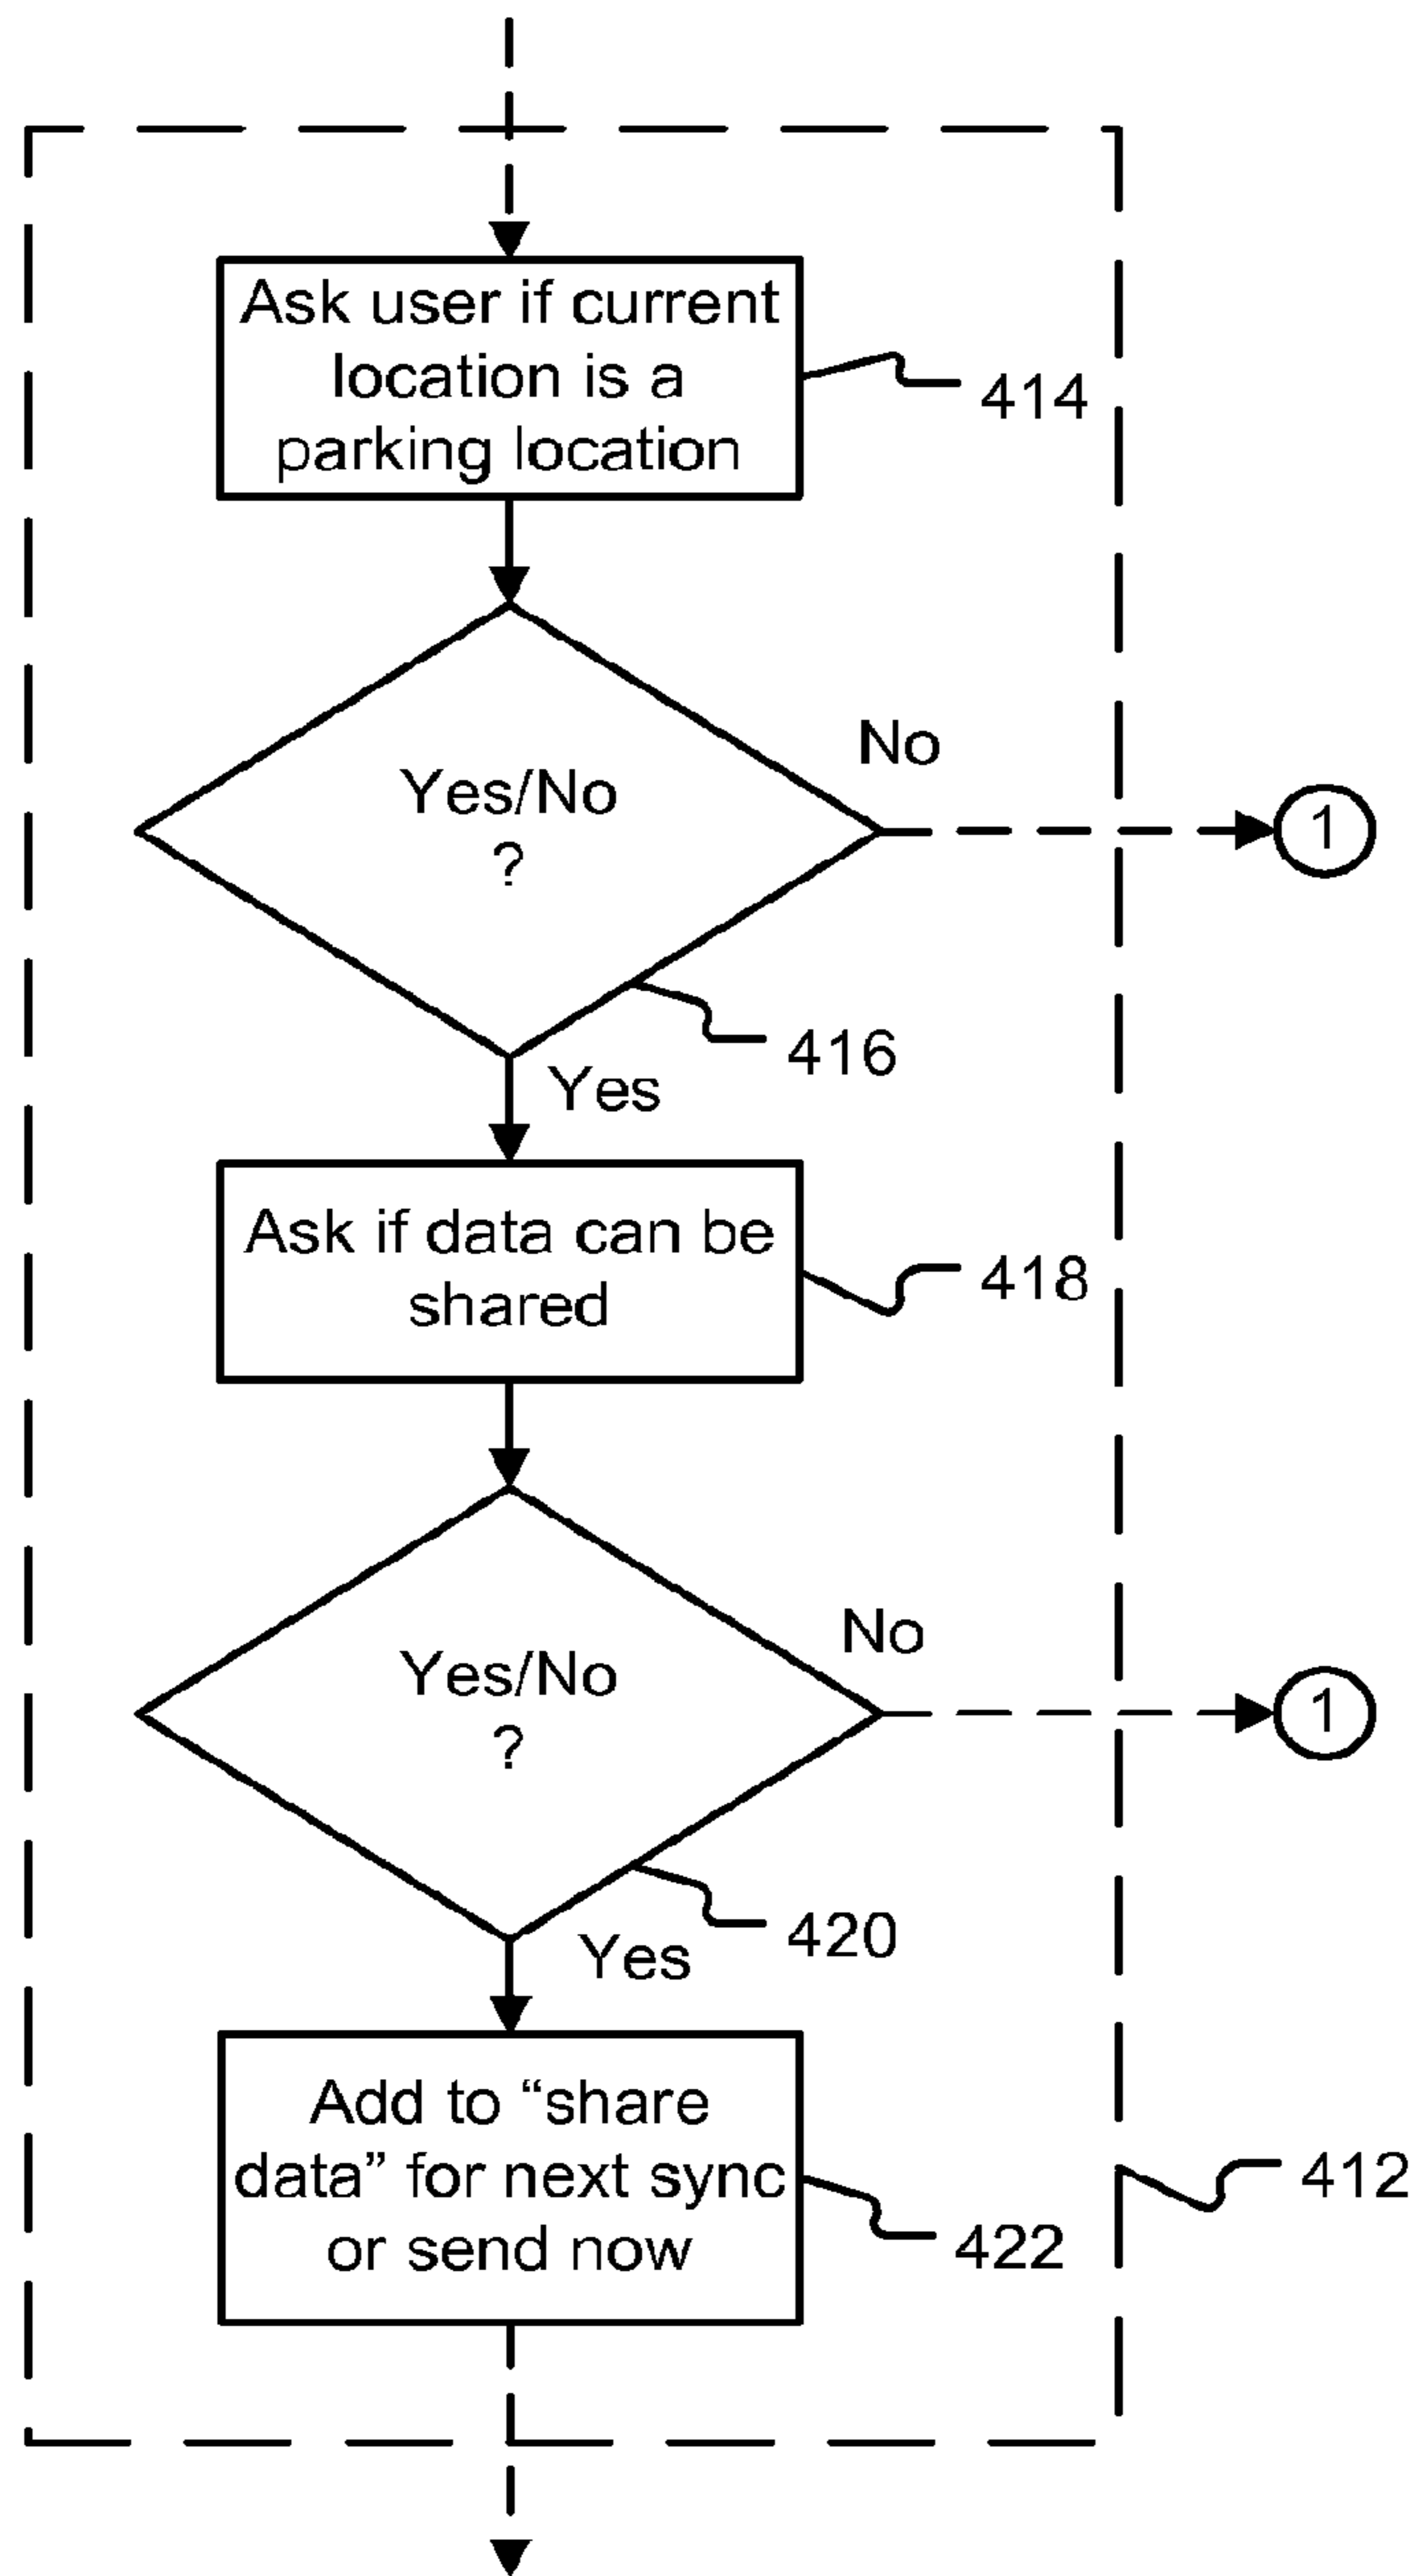 Ask user if current
location is a
parking location
414
Yes/No
?
No
1
416
Yes
Ask if data can be
shared
418
Yes/No
?
No
1
420
Yes
Add to “share
data” for next sync
or send now
412
422